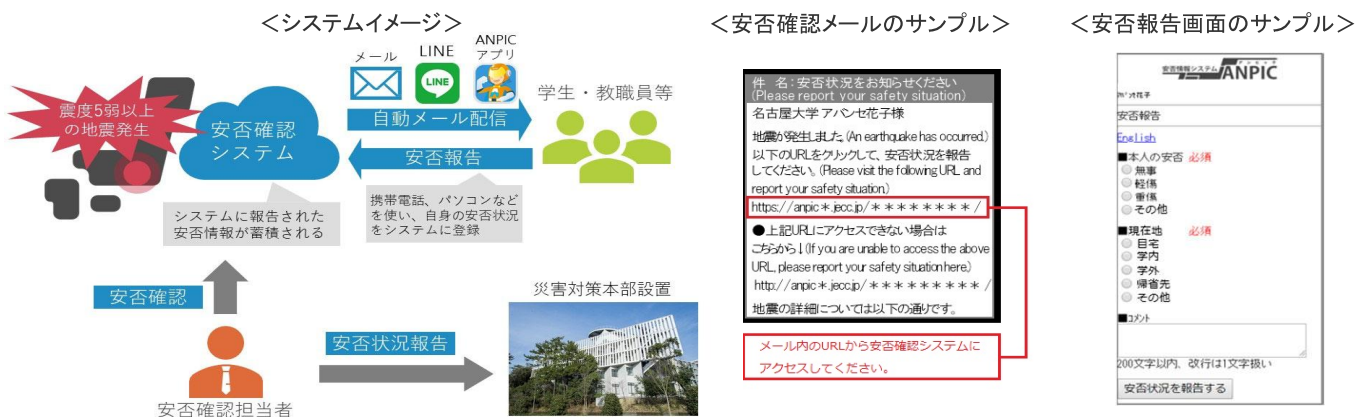 ＜システムイメージ＞
メール
LINE
ANPIC
アプリ
LINE
震度5弱以上
の地震発生
安否確認
システム
自動メール配信
安否報告
学生・教職員等
システムに報告された
安否情報が蓄積される
携帯電話、パソコンなど
を使い、自身の安否状況
をシステムに登録
安否確認
安否確認担当者
安否状況報告
災害対策本部設置
＜安否確認メールのサンプル＞
件 名：安否状況をお知らせください
(Please report your safety situation)
名古屋大学 アバンセ花子様
地震が発生しました。(An earthquake has occurred.)
以下のURLをクリックして、安否状況を報告
してください。(Please visit the following URL and
report your safety situation.)
https://anpic＊.jecc.jp/＊＊＊＊＊＊＊＊/
●上記URLにアクセスできない場合は
こちらから↓(If you are unable to access the above
URL, please report your safety situation here.)
http://anpic＊.jecc.jp/＊＊＊＊＊＊＊＊＊/
地震の詳細については以下の通りです。
メール内のURLから安否確認システムに
アクセスしてください。
＜安否報告画面のサンプル＞
安否情報システム ANPIC
ｱﾊﾞﾝｾ花子
安否報告
English
■本人の安否 必須
無事
軽傷
重傷
その他
■現在地 必須
自宅
学内
学外
帰省先
その他
■ｺﾒﾝﾄ
200文字以内、改行は1文字扱い
安否状況を報告する